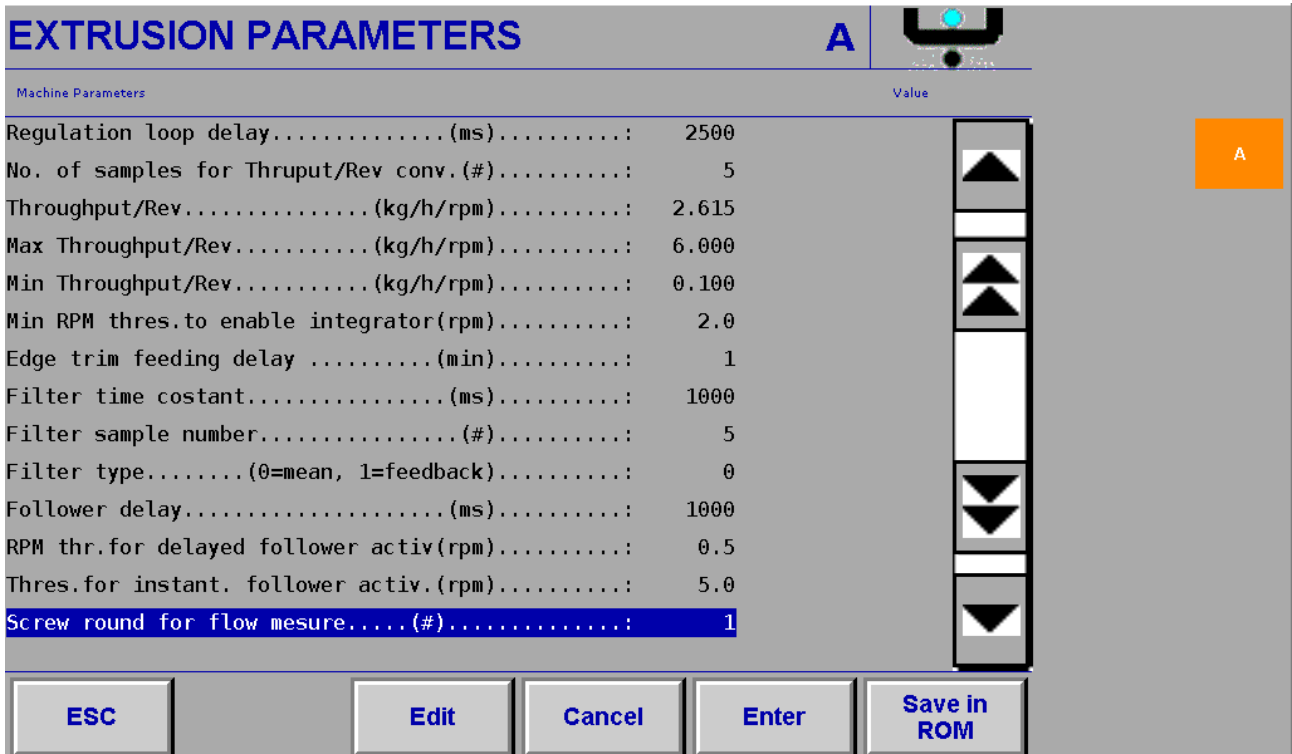 EXTRUSION PARAMETERS A
Machine Parameters Value
Regulation loop delay..............(ms)..........: 2500
No. of samples for Thruput/Rev conv.(#)..........: 5
Throughput/Rev...............(kg/h/rpm)..........: 2.615
Max Throughput/Rev...........(kg/h/rpm)..........: 6.000
Min Throughput/Rev...........(kg/h/rpm)..........: 0.100
Min RPM thres.to enable integrator(rpm)..........: 2.0
Edge trim feeding delay ..........(min)..........: 1
Filter time costant................(ms)..........: 1000
Filter sample number................(#)..........: 5
Filter type........(0=mean, 1=feedback)..........: 0
Follower delay.....................(ms)..........: 1000
RPM thr.for delayed follower activ(rpm)..........: 0.5
Thres.for instant. follower activ.(rpm)..........: 5.0
Screw round for flow mesure.....(#)..............: 1
A
ESC Edit Cancel Enter Save in ROM